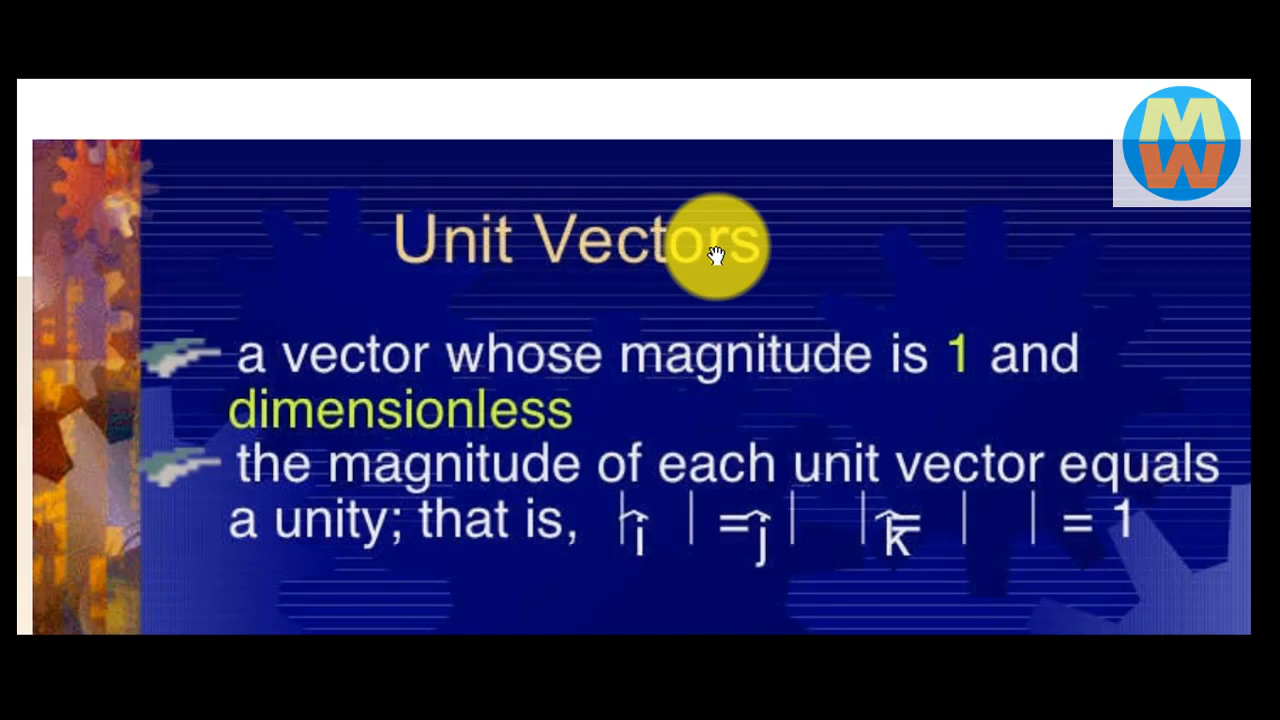 M
W
Unit Vectors
a vector whose magnitude is 1 and
dimensionless
the magnitude of each unit vector equals
a unity; that is, |î| = |ĵ| = |k̂| = 1